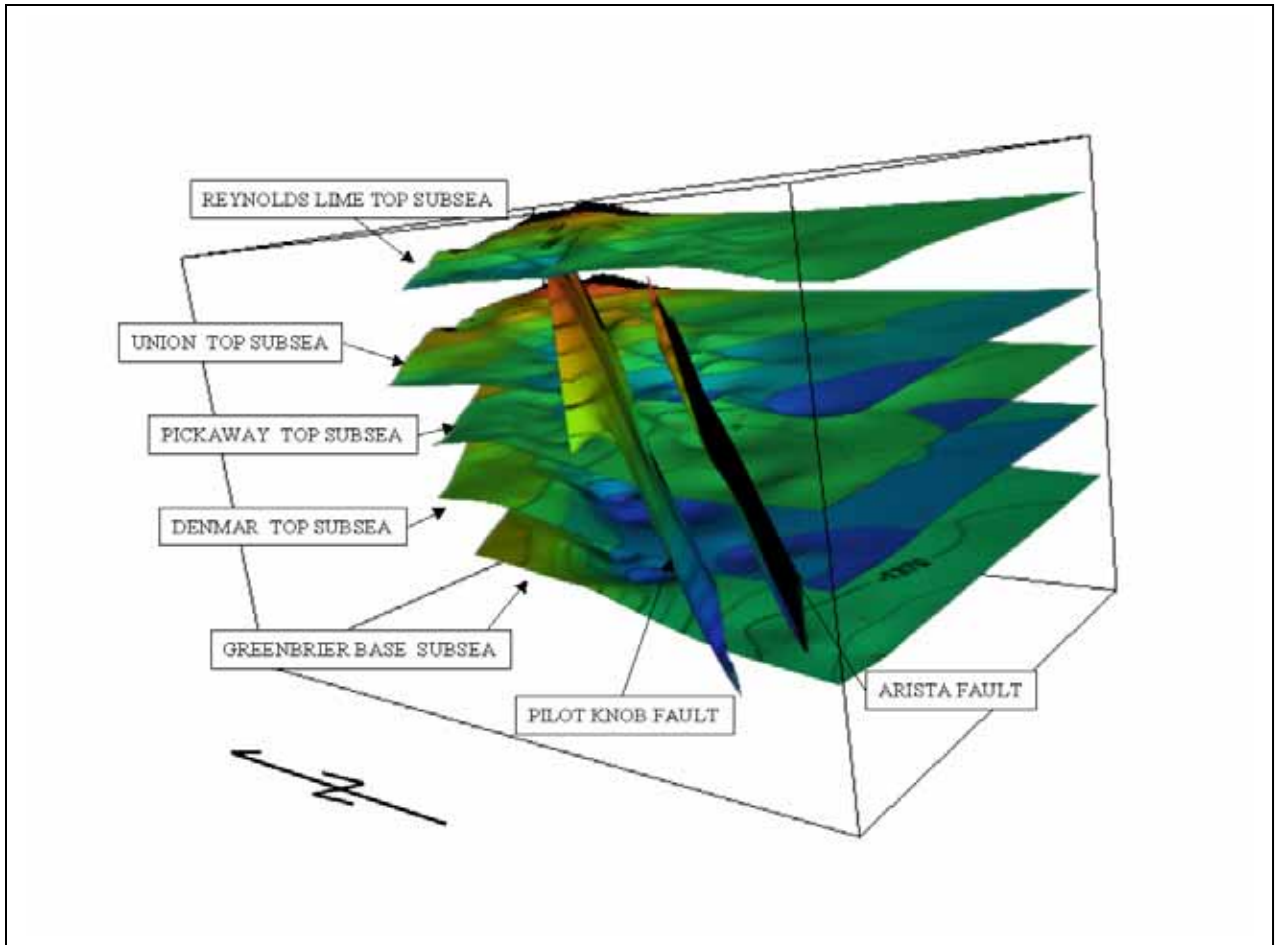 REYNOLDS LIME TOP SUBSEA
UNION TOP SUBSEA
PICKAWAY TOP SUBSEA
DENMAR TOP SUBSEA
GREENBRIER BASE SUBSEA
PILOT KNOB FAULT
ARISTA FAULT
N